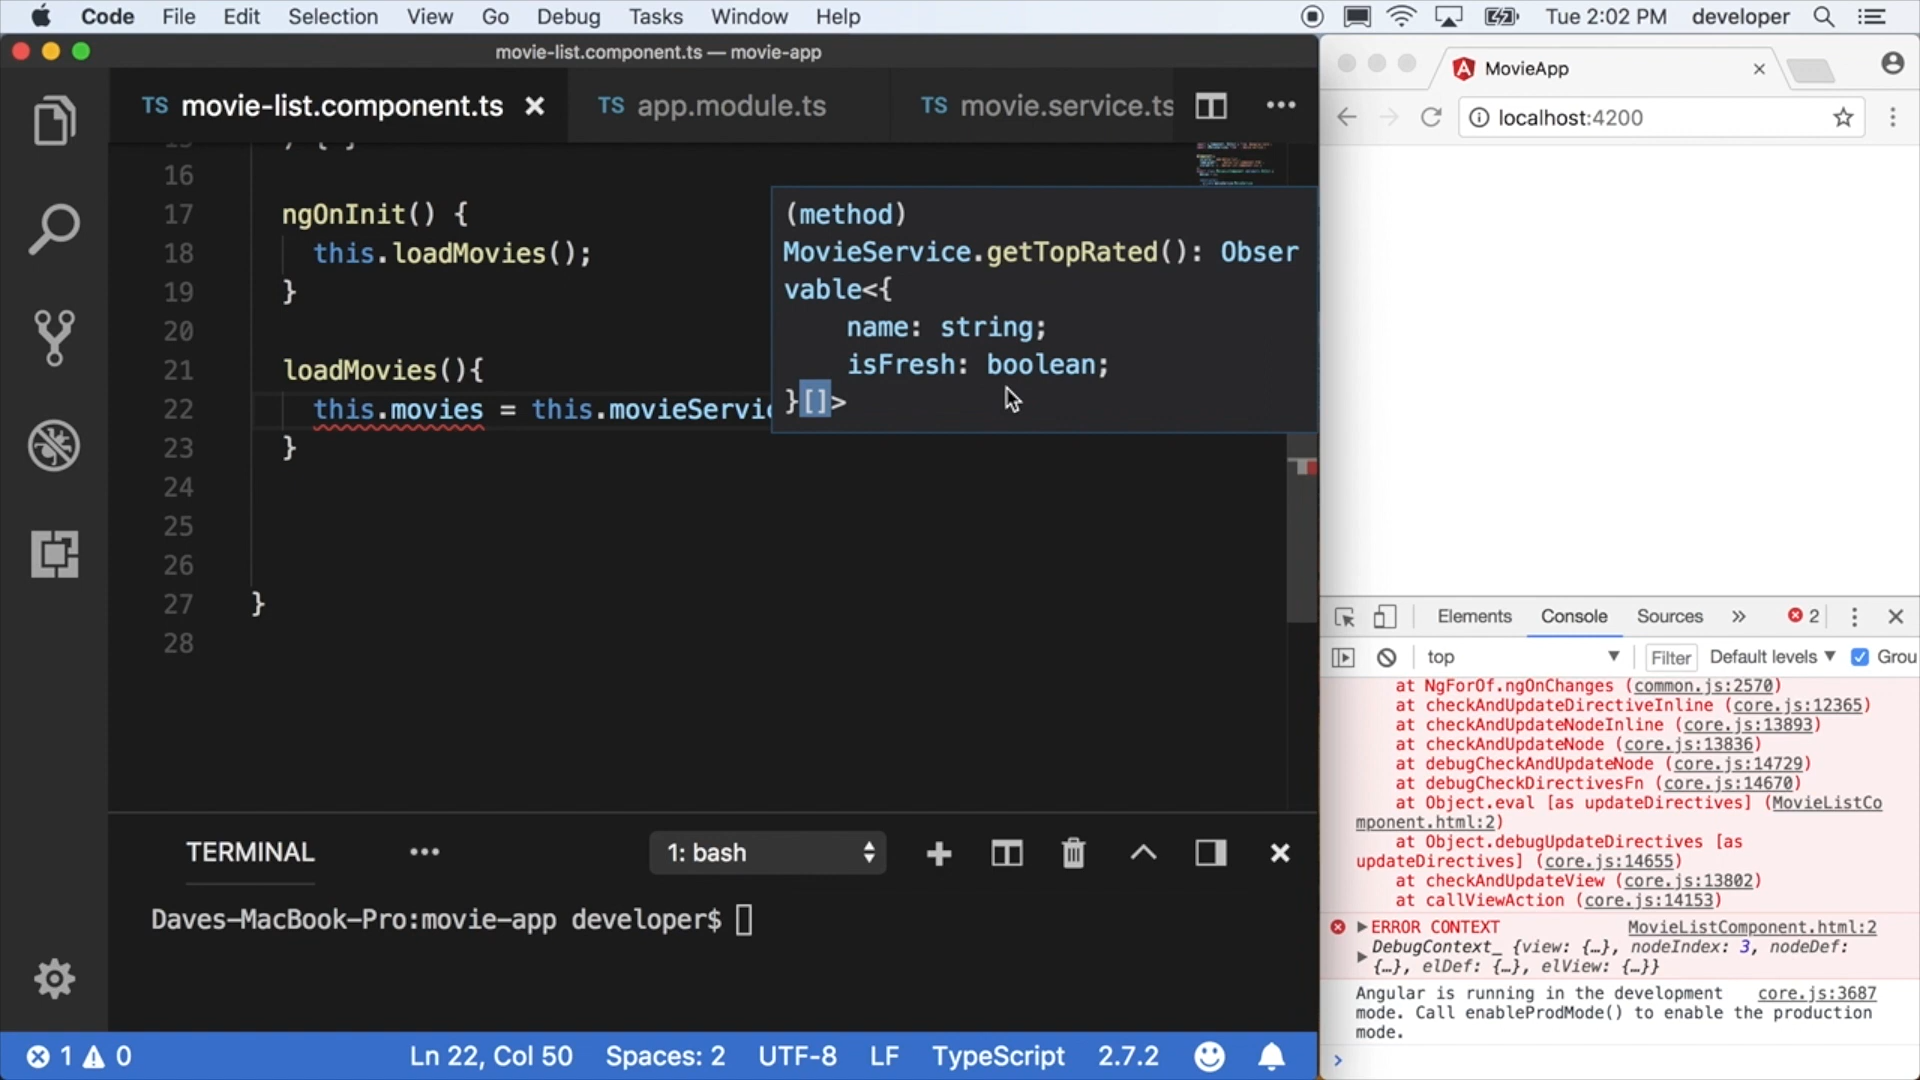 Code File Edit Selection View Go Debug Tasks Window Help Tue 2:02 PM developer
movie-list.component.ts — movie-app
TS movie-list.component.ts TS app.module.ts TS movie.service.ts
16
17 ngOnInit() {
18 this.loadMovies();
19 }
20
21 loadMovies(){
22 this.movies = this.movieServic
23 }
24
25
26
27 }
28
(method)
MovieService.getTopRated(): Obser
vable<{
name: string;
isFresh: boolean;
}[]>
TERMINAL 1: bash
Daves-MacBook-Pro:movie-app developer$
1 0 Ln 22, Col 50 Spaces: 2 UTF-8 LF TypeScript 2.7.2
MovieApp
localhost:4200
Elements Console Sources » 2
top Filter Default levels Grou
at NgForOf.ngOnChanges (common.js:2570)
at checkAndUpdateDirectiveInline (core.js:12365)
at checkAndUpdateNodeInline (core.js:13893)
at checkAndUpdateNode (core.js:13836)
at debugCheckAndUpdateNode (core.js:14729)
at debugCheckDirectivesFn (core.js:14670)
at Object.eval [as updateDirectives] (MovieListCo
mponent.html:2)
at Object.debugUpdateDirectives [as
updateDirectives] (core.js:14655)
at checkAndUpdateView (core.js:13802)
at callViewAction (core.js:14153)
ERROR CONTEXT MovieListComponent.html:2
DebugContext_ {view: {…}, nodeIndex: 3, nodeDef:
{…}, elDef: {…}, elView: {…}}
Angular is running in the development core.js:3687
mode. Call enableProdMode() to enable the production
mode.